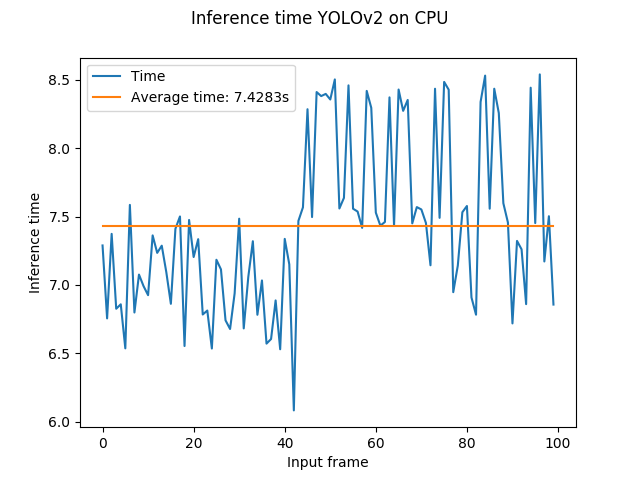 Inference time YOLOv2 on CPU
Time
Average time: 7.4283s
Inference time
8.5
8.0
7.5
7.0
6.5
6.0
0 20 40 60 80 100
Input frame